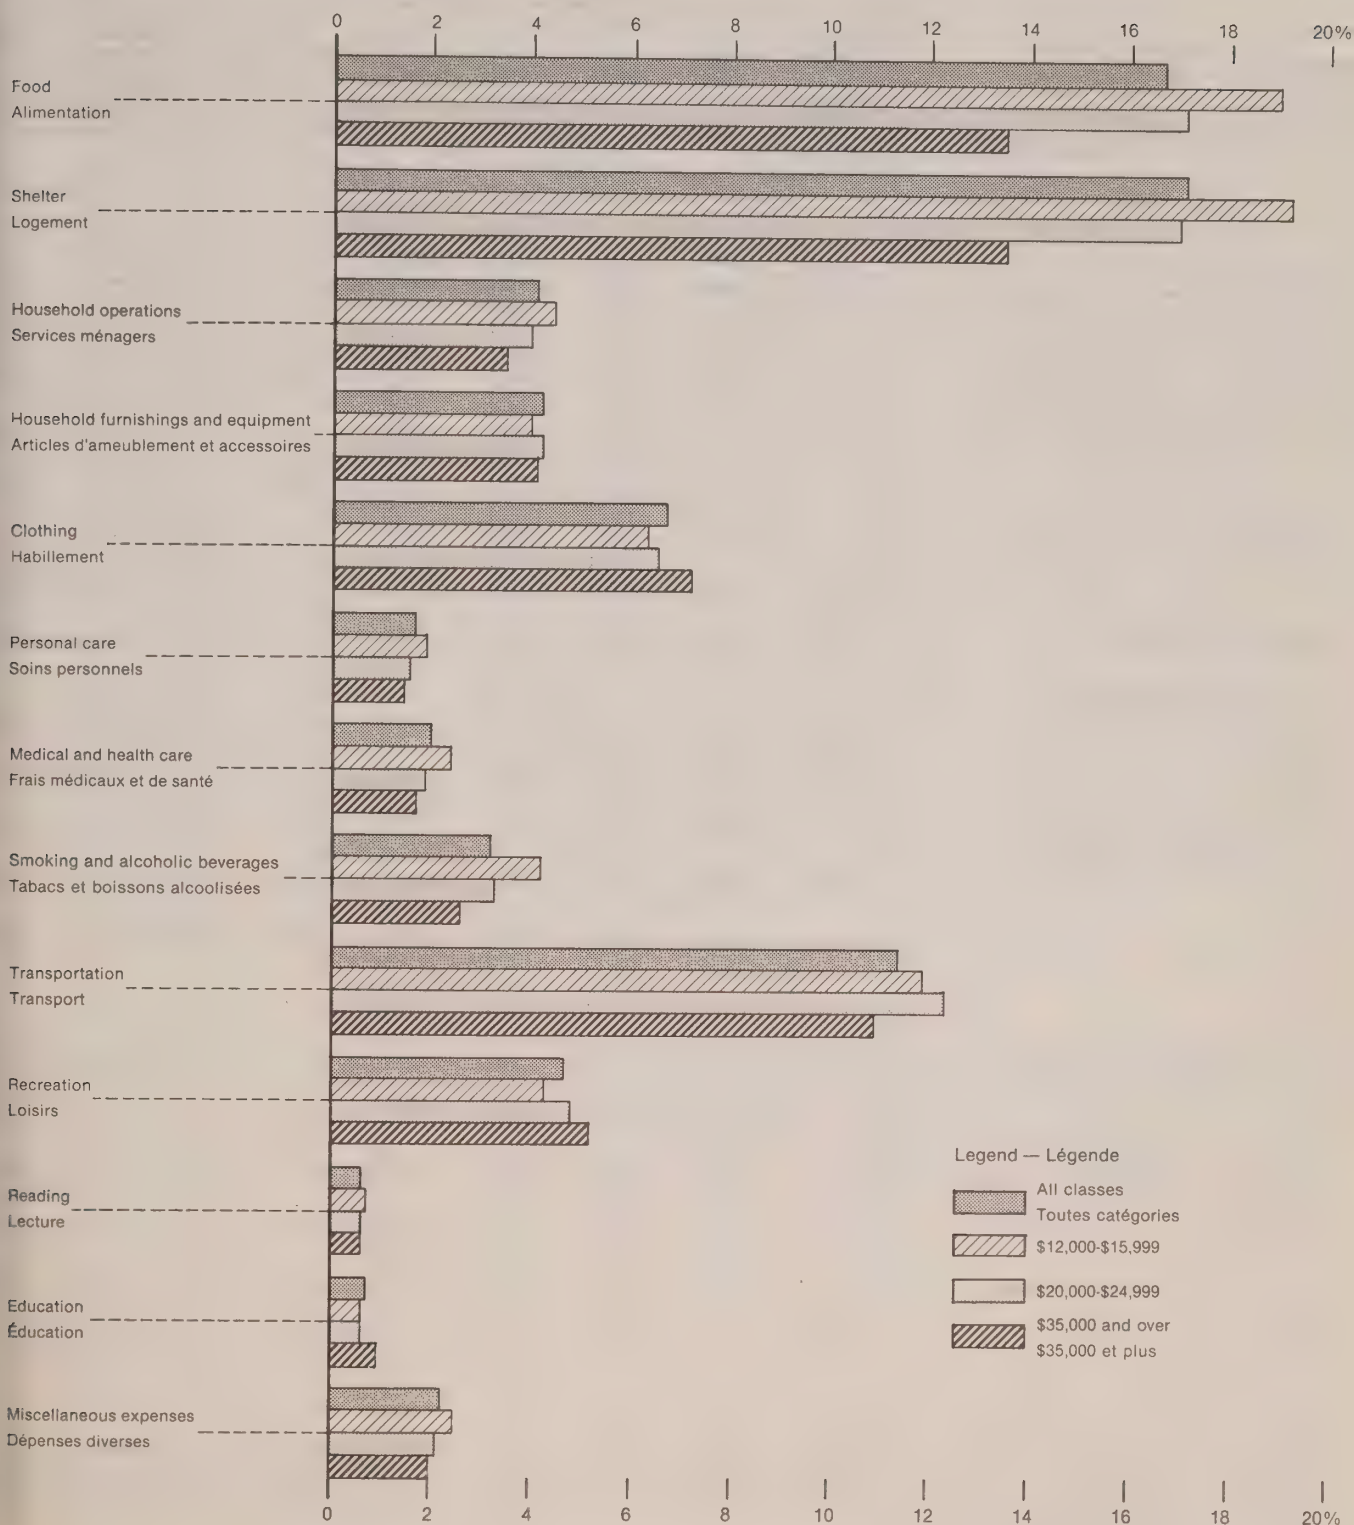 0 2 4 6 8 10 12 14 16 18 20%
Food
Alimentation
Shelter
Logement
Household operations
Services ménagers
Household furnishings and equipment
Articles d'ameublement et accessoires
Clothing
Habillement
Personal care
Soins personnels
Medical and health care
Frais médicaux et de santé
Smoking and alcoholic beverages
Tabacs et boissons alcoolisées
Transportation
Transport
Recreation
Loisirs
Reading
Lecture
Education
Éducation
Miscellaneous expenses
Dépenses diverses
Legend — Légende
All classes
Toutes catégories
$12,000-$15,999
$20,000-$24,999
$35,000 and over
$35,000 et plus
0 2 4 6 8 10 12 14 16 18 20%